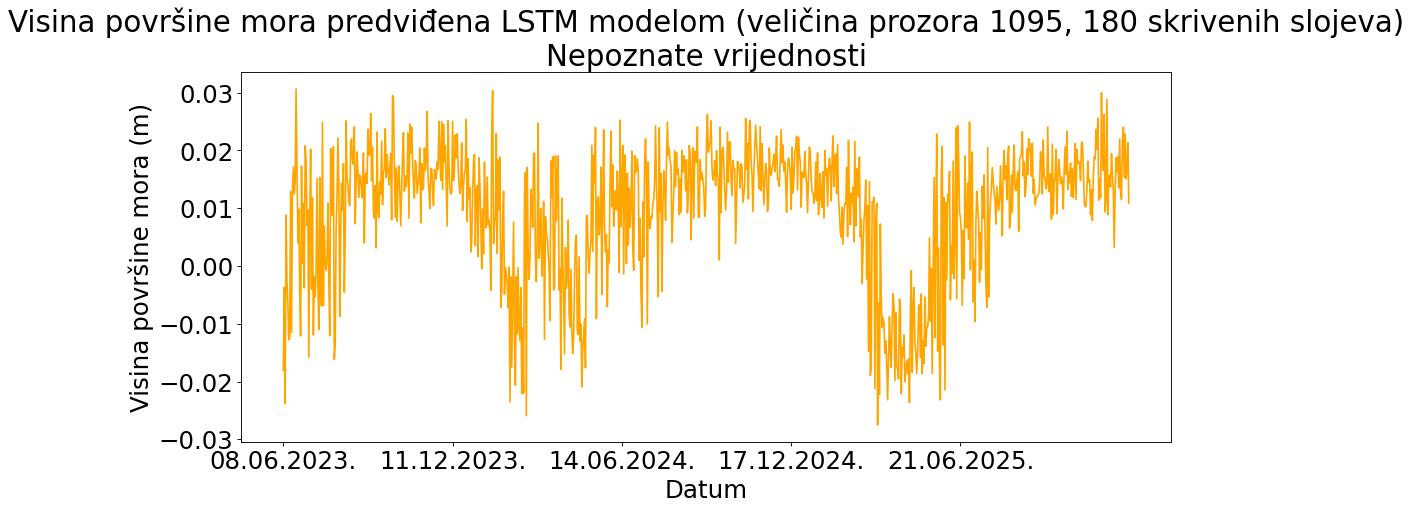 Visina površine mora predviđena LSTM modelom (veličina prozora 1095, 180 skrivenih slojeva)
Nepoznate vrijednosti
Visina površine mora (m)
0.03
0.02
0.01
0.00
−0.01
−0.02
−0.03
08.06.2023. 11.12.2023. 14.06.2024. 17.12.2024. 21.06.2025.
Datum